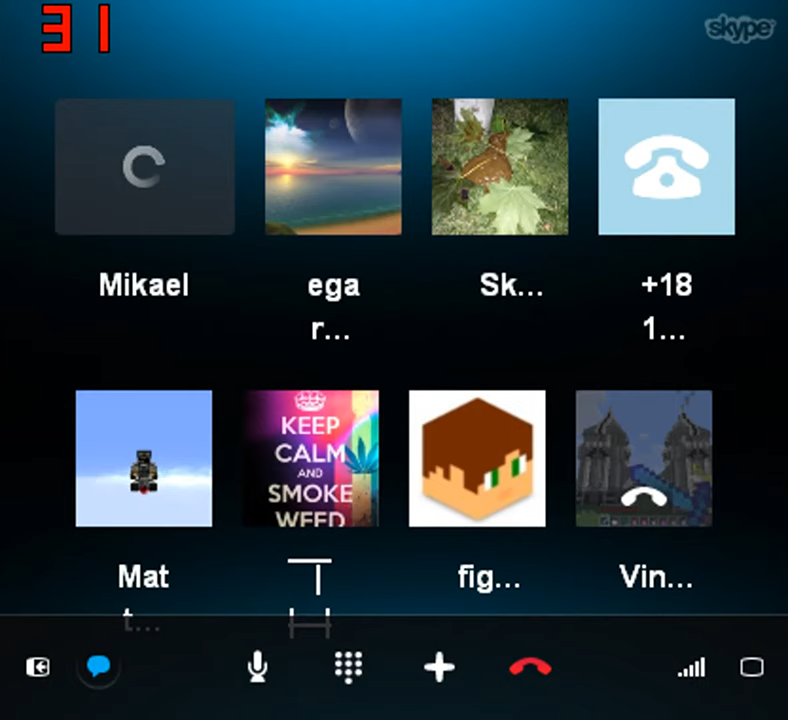 31
skype
Mikael
ega
r...
Sk...
+18
1...
KEEP
CALM
AND
SMOKE
WEED
Mat
t...
fig...
Vin...